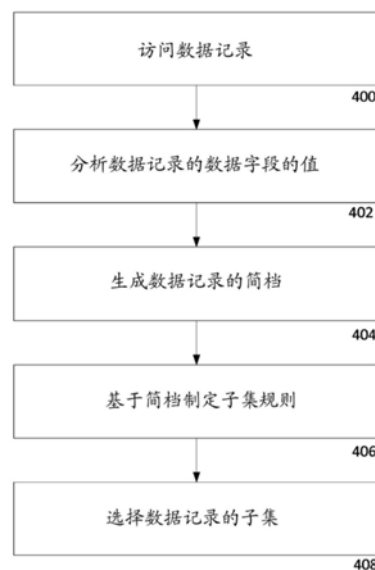 访问数据记录
400
分析数据记录的数据字段的值
402
生成数据记录的简档
404
基于简档制定子集规则
406
选择数据记录的子集
408